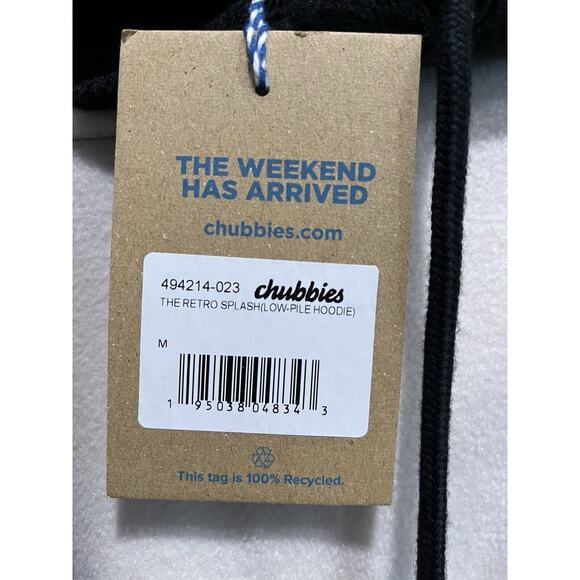 THE WEEKEND
HAS ARRIVED
chubbies.com
494214-023 chubbies
THE RETRO SPLASH(LOW-PILE HOODIE)
M
1 95038 04834 3
This tag is 100% Recycled.